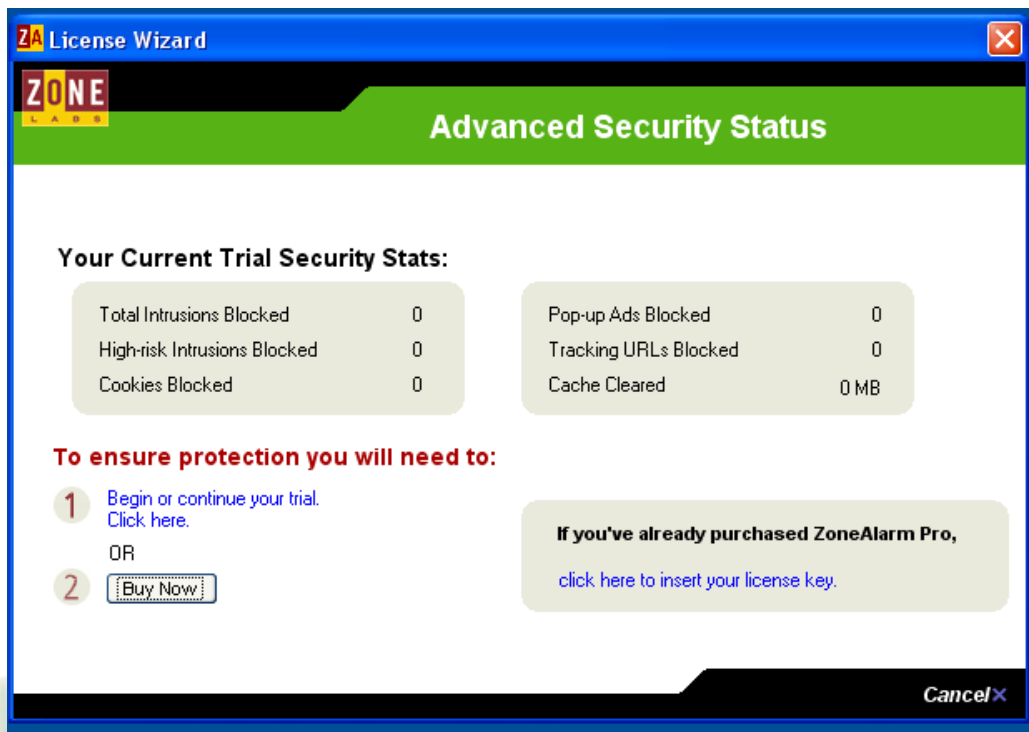 ZA License Wizard
ZONE
LABS
Advanced Security Status
Your Current Trial Security Stats:
Total Intrusions Blocked 0
High-risk Intrusions Blocked 0
Cookies Blocked 0
Pop-up Ads Blocked 0
Tracking URLs Blocked 0
Cache Cleared 0 MB
To ensure protection you will need to:
1 Begin or continue your trial.
Click here.
OR
2 Buy Now
If you've already purchased ZoneAlarm Pro,
click here to insert your license key.
Cancel